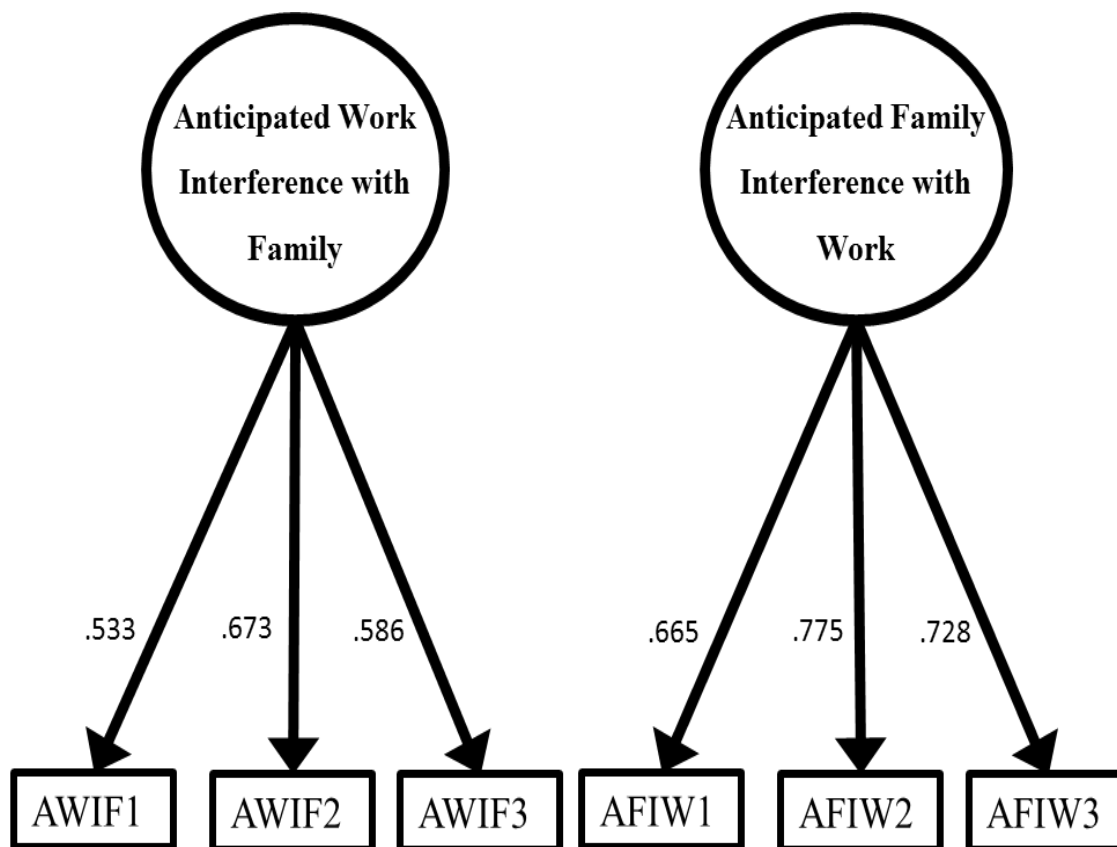 Anticipated Work
Interference with
Family
Anticipated Family
Interference with
Work
.533
.673
.586
.665
.775
.728
AWIF1
AWIF2
AWIF3
AFIW1
AFIW2
AFIW3